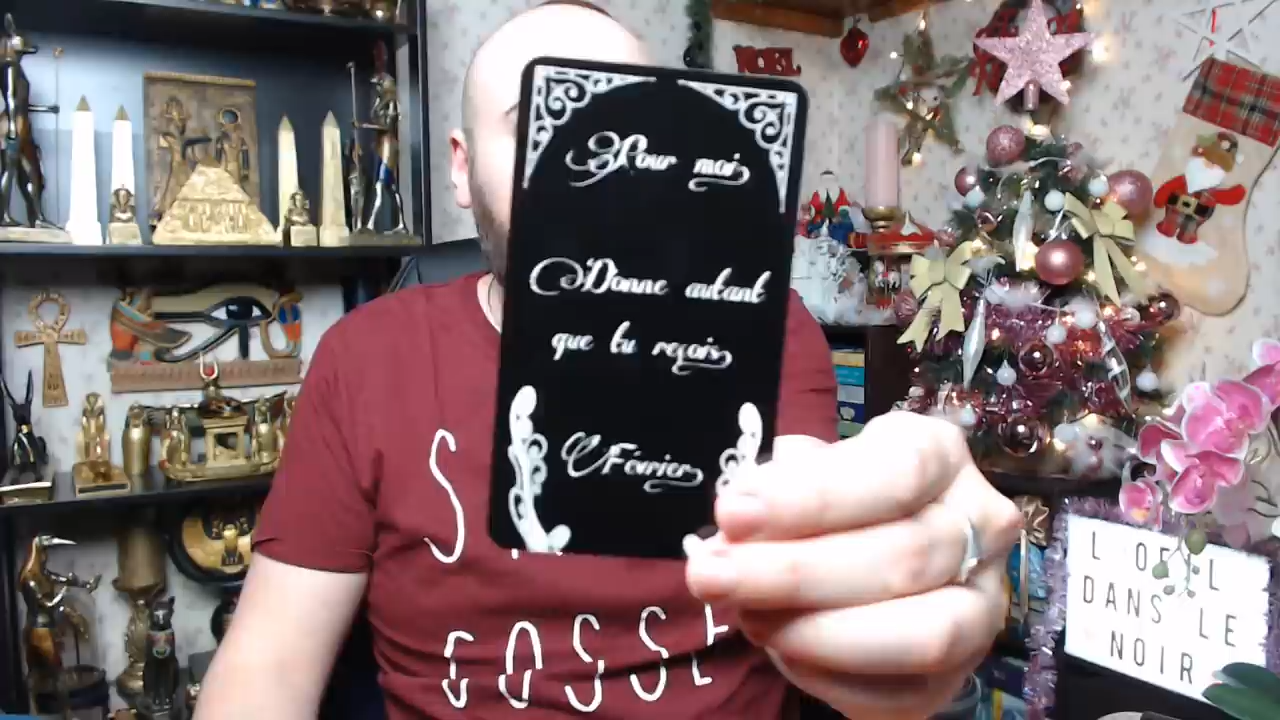 NOEL
Pour moi
Donne autant
que tu reçois
Février
L OEIL
DANS LE
NOIR